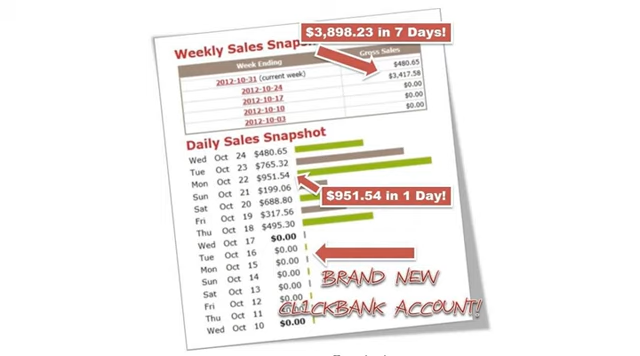 $3,898.23 in 7 Days!
Weekly Sales Snapsh
Week Ending Gross Sales
2012-10-31 (current week) $480.65
2012-10-24 $3,417.58
2012-10-17 $0.00
2012-10-10 $0.00
2012-10-03 $0.00
Daily Sales Snapshot
Wed Oct 24 $480.65
Tue Oct 23 $765.32
Mon Oct 22 $951.54
Sun Oct 21 $199.06
$951.54 in 1 Day!
Sat Oct 20 $688.80
Fri Oct 19 $317.56
Thu Oct 18 $495.30
Wed Oct 17 $0.00
Tue Oct 16 $0.00
Mon Oct 15 $0.00
Sun Oct 14 $0.00
Sat Oct 13 $0.00
Fri Oct 12 $0.00
Thu Oct 11 $0.00
Wed Oct 10 $0.00
BRAND NEW
CLICKBANK ACCOUNT!